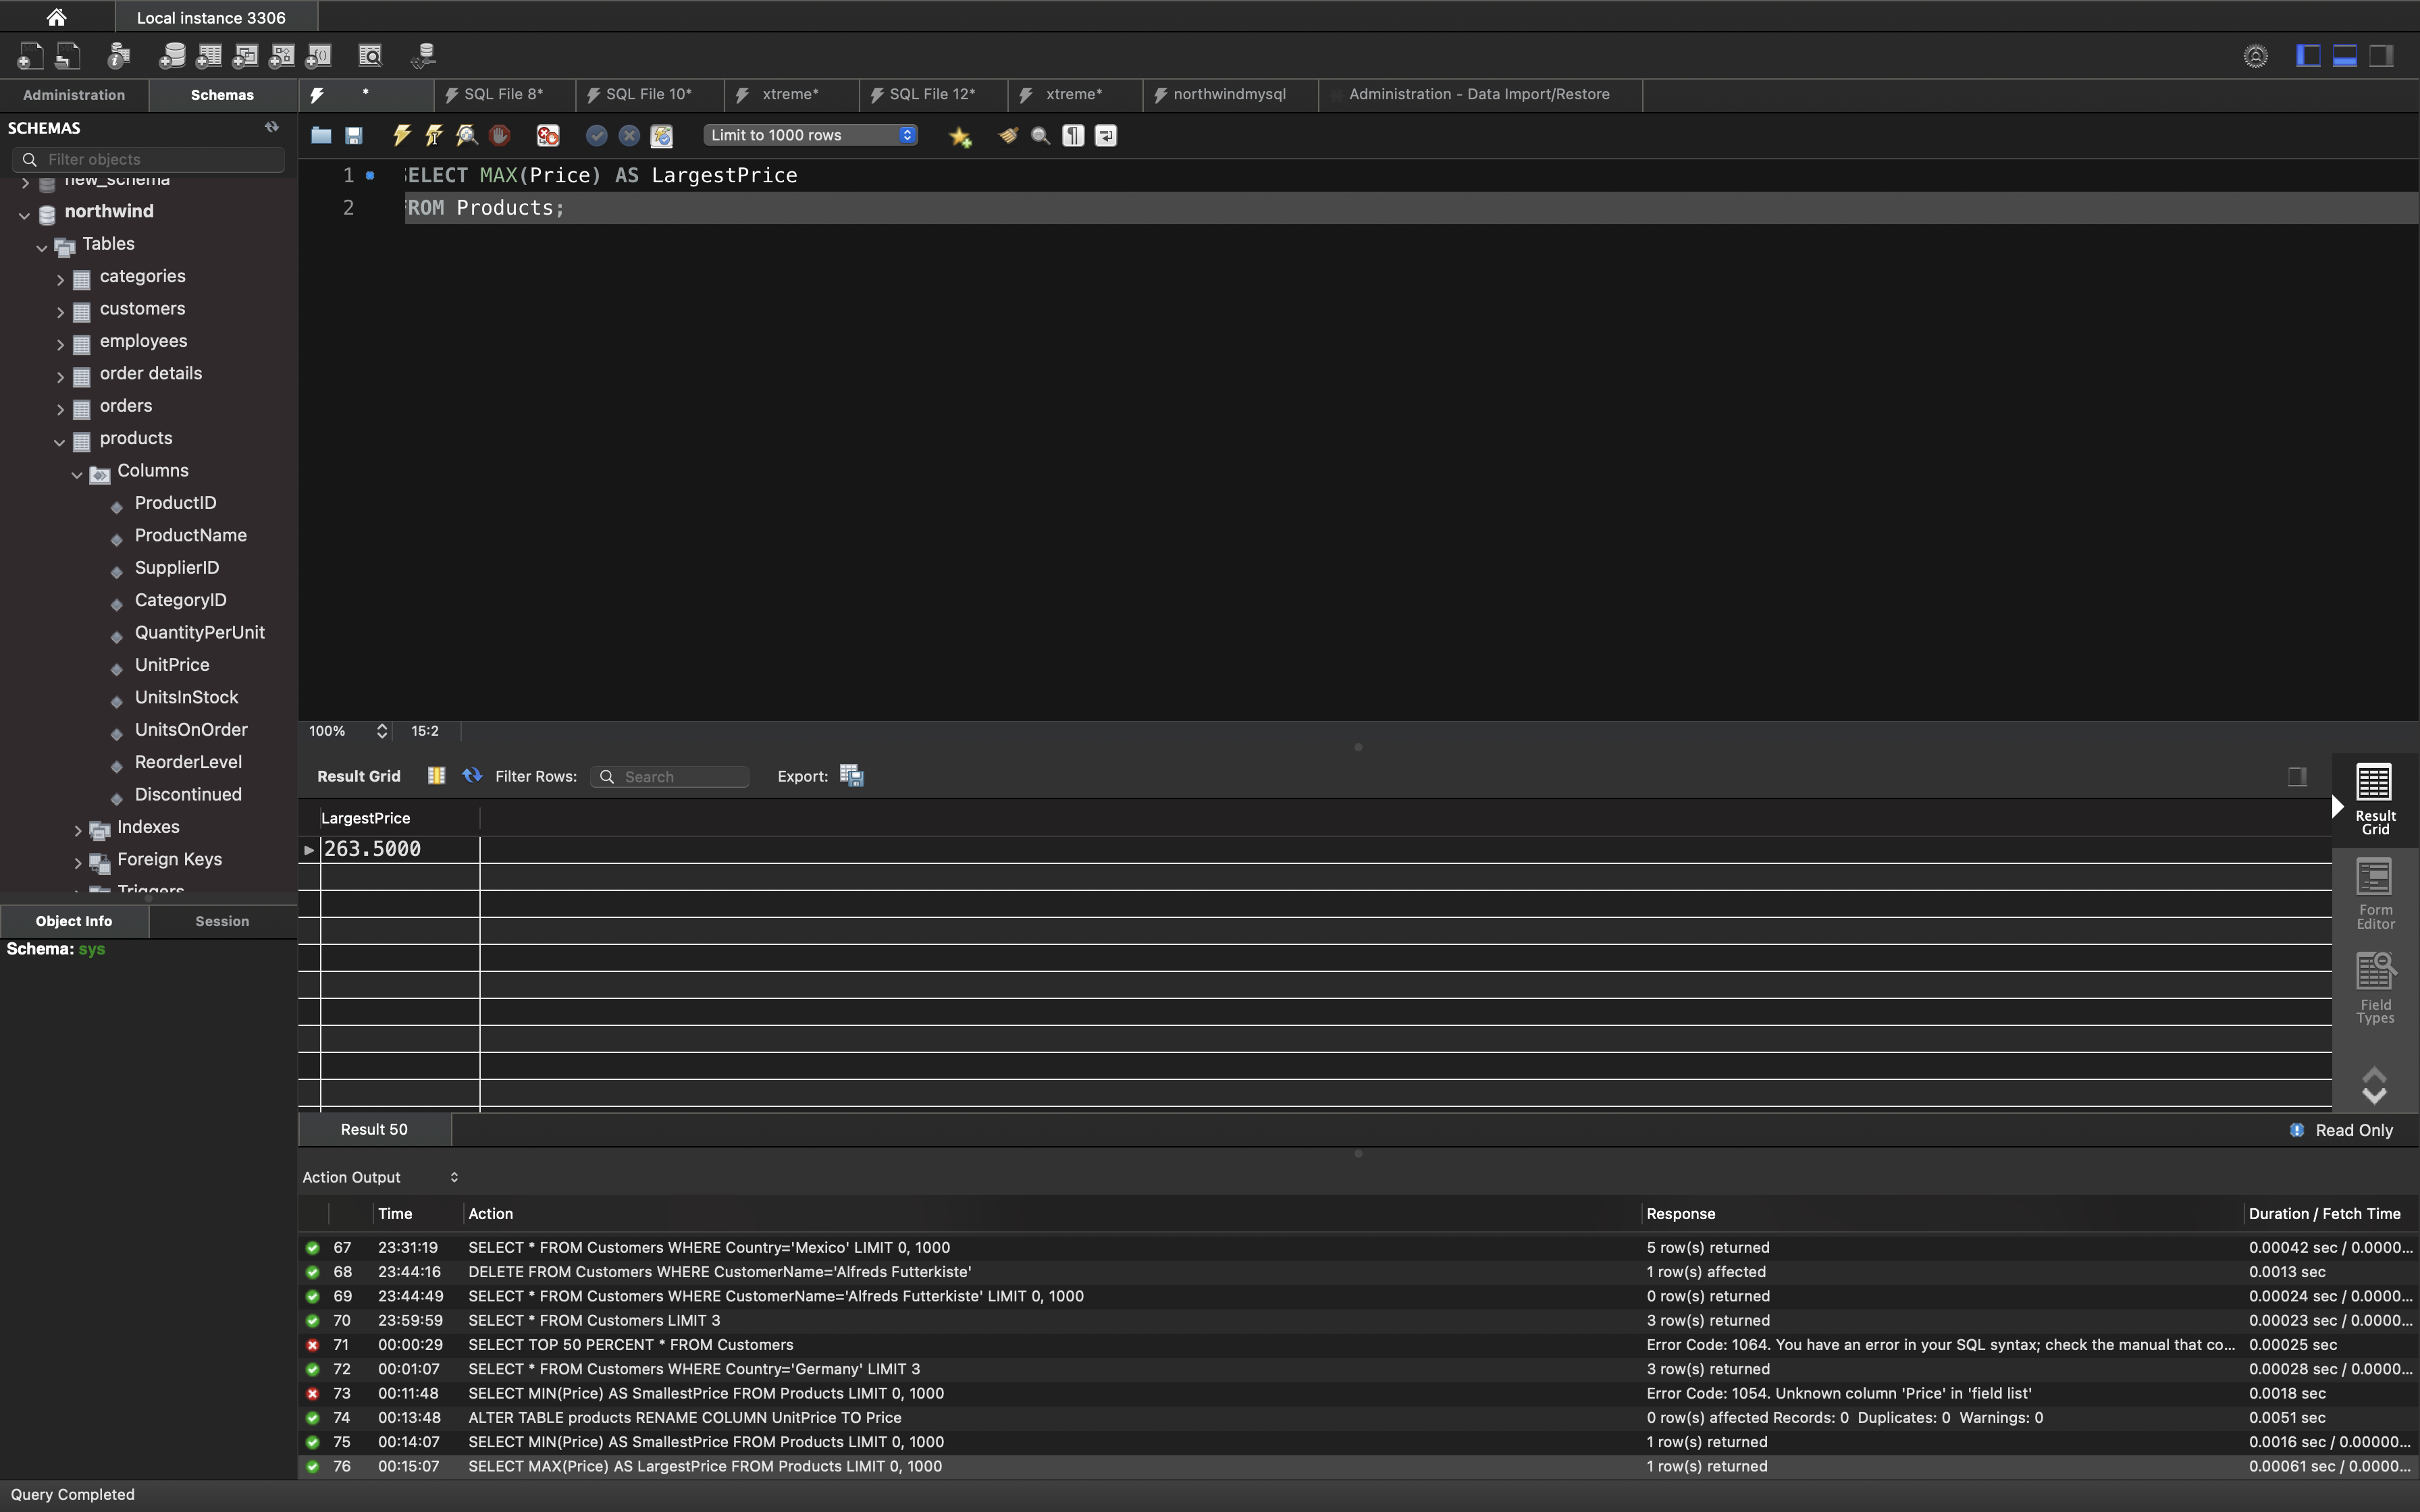 Local instance 3306
Administration
Schemas
*
SQL File 8*
SQL File 10*
xtreme*
SQL File 12*
xtreme*
northwindmysql
Administration - Data Import/Restore
SCHEMAS
Filter objects
Limit to 1000 rows
new_schema
northwind
Tables
categories
customers
employees
order details
orders
products
Columns
ProductID
ProductName
SupplierID
CategoryID
QuantityPerUnit
UnitPrice
UnitsInStock
UnitsOnOrder
ReorderLevel
Discontinued
Indexes
Foreign Keys
Triggers
Object Info
Session
Schema: sys
1 SELECT MAX(Price) AS LargestPrice
2 FROM Products;
100% 15:2
Result Grid Filter Rows: Search Export:
LargestPrice
263.5000
Result
Grid
Form
Editor
Field
Types
Result 50
Read Only
Action Output
Time Action Response Duration / Fetch Time
67 23:31:19 SELECT * FROM Customers WHERE Country='Mexico' LIMIT 0, 1000 5 row(s) returned 0.00042 sec / 0.0000...
68 23:44:16 DELETE FROM Customers WHERE CustomerName='Alfreds Futterkiste' 1 row(s) affected 0.0013 sec
69 23:44:49 SELECT * FROM Customers WHERE CustomerName='Alfreds Futterkiste' LIMIT 0, 1000 0 row(s) returned 0.00024 sec / 0.0000...
70 23:59:59 SELECT * FROM Customers LIMIT 3 3 row(s) returned 0.00023 sec / 0.0000...
71 00:00:29 SELECT TOP 50 PERCENT * FROM Customers Error Code: 1064. You have an error in your SQL syntax; check the manual that co... 0.00025 sec
72 00:01:07 SELECT * FROM Customers WHERE Country='Germany' LIMIT 3 3 row(s) returned 0.00028 sec / 0.0000...
73 00:11:48 SELECT MIN(Price) AS SmallestPrice FROM Products LIMIT 0, 1000 Error Code: 1054. Unknown column 'Price' in 'field list' 0.0018 sec
74 00:13:48 ALTER TABLE products RENAME COLUMN UnitPrice TO Price 0 row(s) affected Records: 0 Duplicates: 0 Warnings: 0 0.0051 sec
75 00:14:07 SELECT MIN(Price) AS SmallestPrice FROM Products LIMIT 0, 1000 1 row(s) returned 0.0016 sec / 0.00000...
76 00:15:07 SELECT MAX(Price) AS LargestPrice FROM Products LIMIT 0, 1000 1 row(s) returned 0.00061 sec / 0.0000...
Query Completed